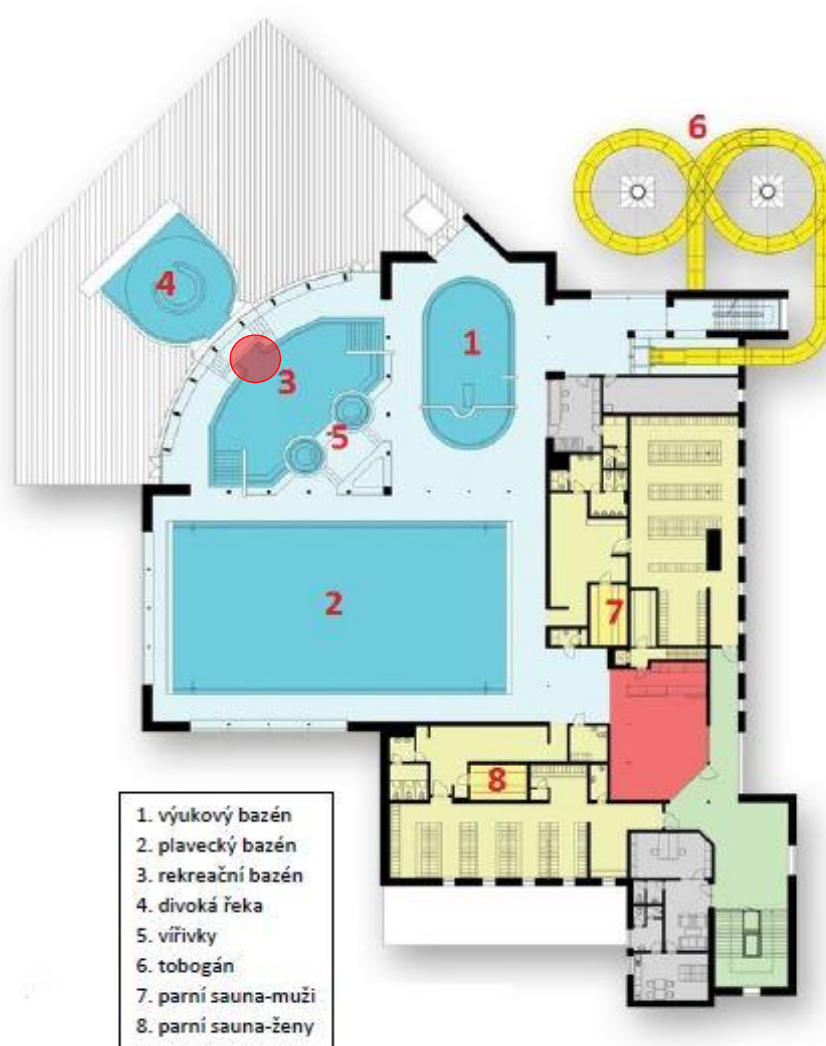 6
4
1
3
5
2
7
8
1. výukový bazén
2. plavecký bazén
3. rekreační bazén
4. divoká řeka
5. vířivky
6. tobogán
7. parní sauna-muži
8. parní sauna-ženy